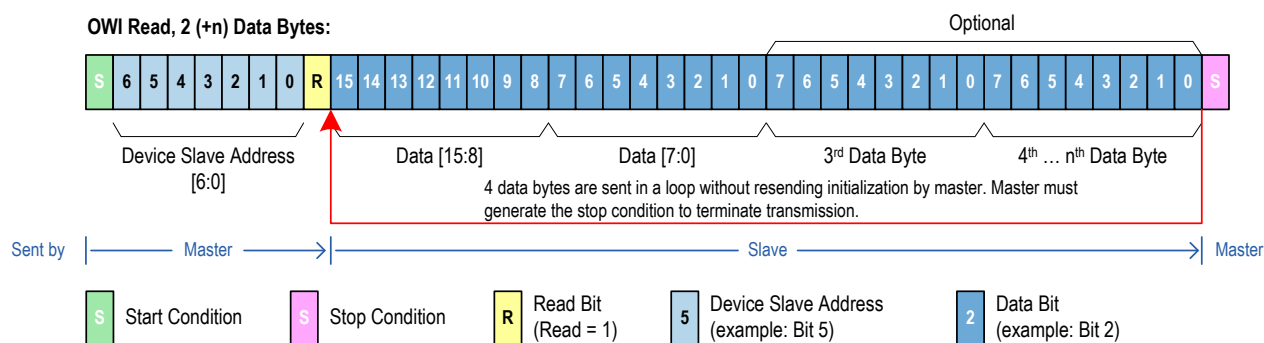 OWI Read, 2 (+n) Data Bytes:
Optional
S 6 5 4 3 2 1 0 R 15 14 13 12 11 10 9 8 7 6 5 4 3 2 1 0 7 6 5 4 3 2 1 0 7 6 5 4 3 2 1 0 S
Device Slave Address
[6:0]
Data [15:8]
Data [7:0]
3rd Data Byte
4th … nth Data Byte
4 data bytes are sent in a loop without resending initialization by master. Master must
generate the stop condition to terminate transmission.
Sent by
Master
Slave
Master
S Start Condition
S Stop Condition
R Read Bit
(Read = 1)
5 Device Slave Address
(example: Bit 5)
2 Data Bit
(example: Bit 2)